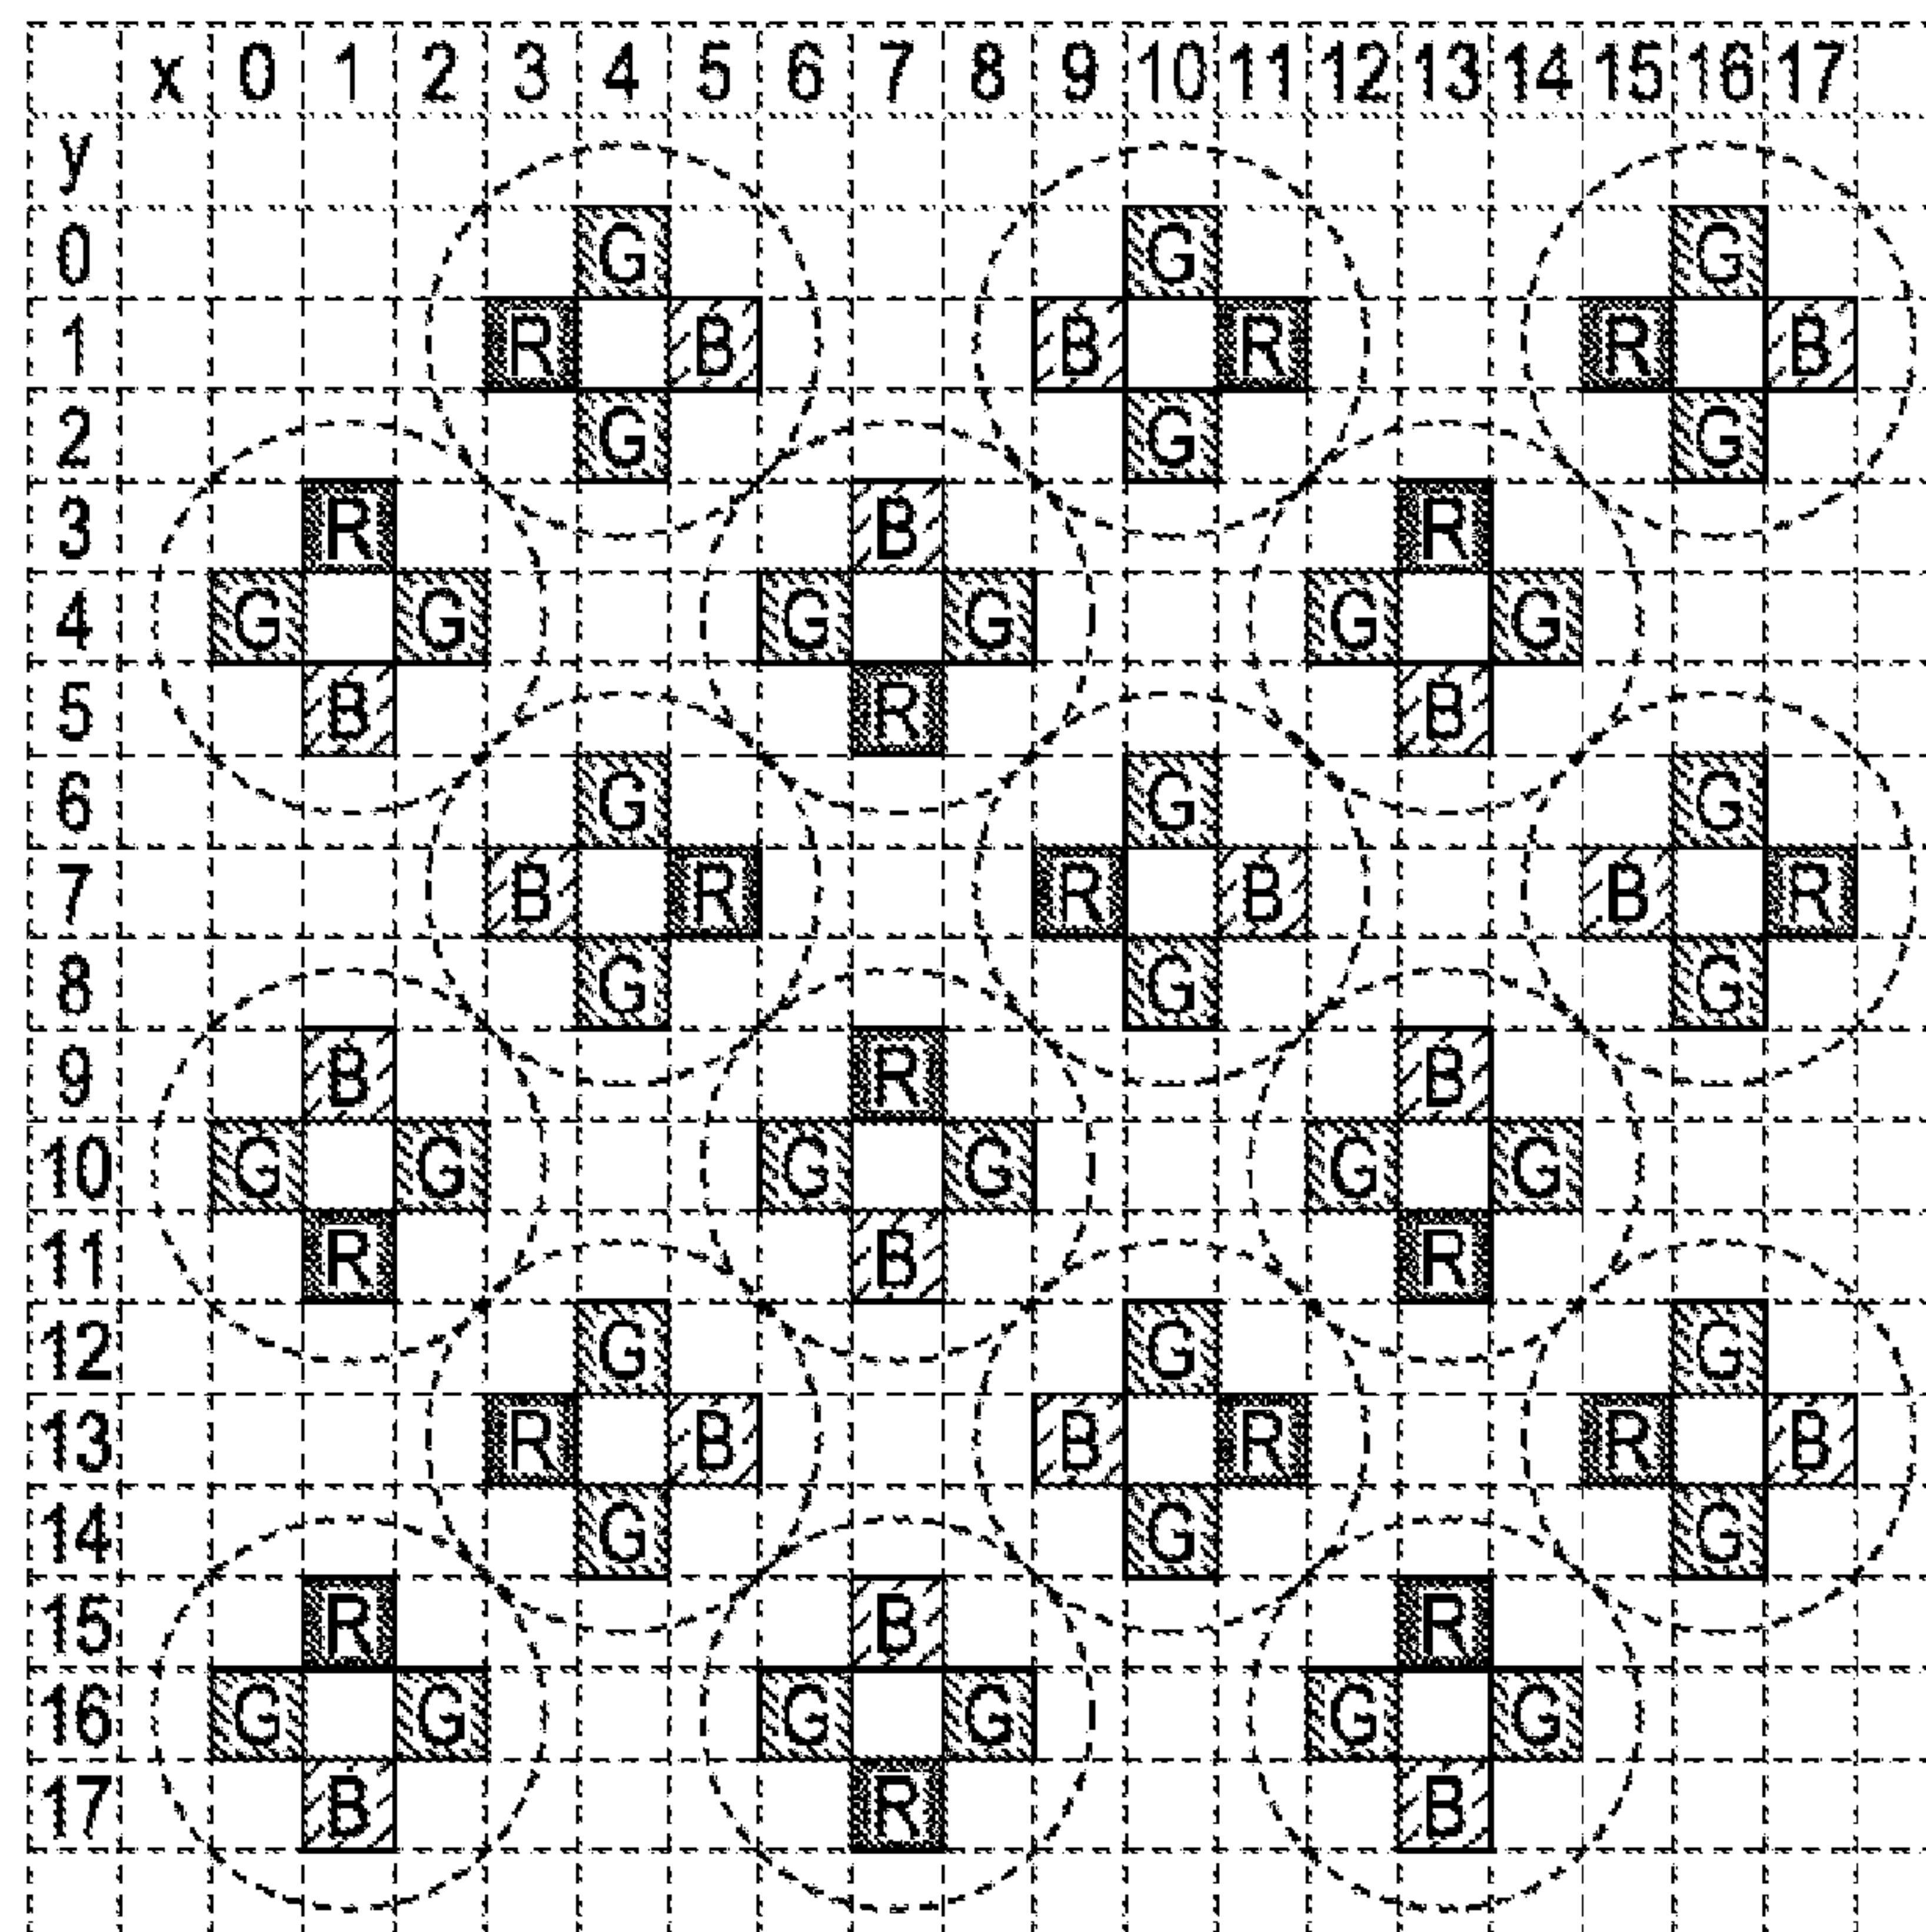 x 0 1 2 3 4 5 6 7 8 9 10 11 12 13 14 15 16 17
y
0 G G G
1 R B B R R B
2 G G G
3 R B R
4 G G G G G G
5 B R B
6 G G G
7 B R R B B R
8 G G G
9 B R B
10 G G G G G G
11 R B R
12 G G G
13 R B B R R B
14 G G G
15 R B R
16 G G G G G G
17 B R B